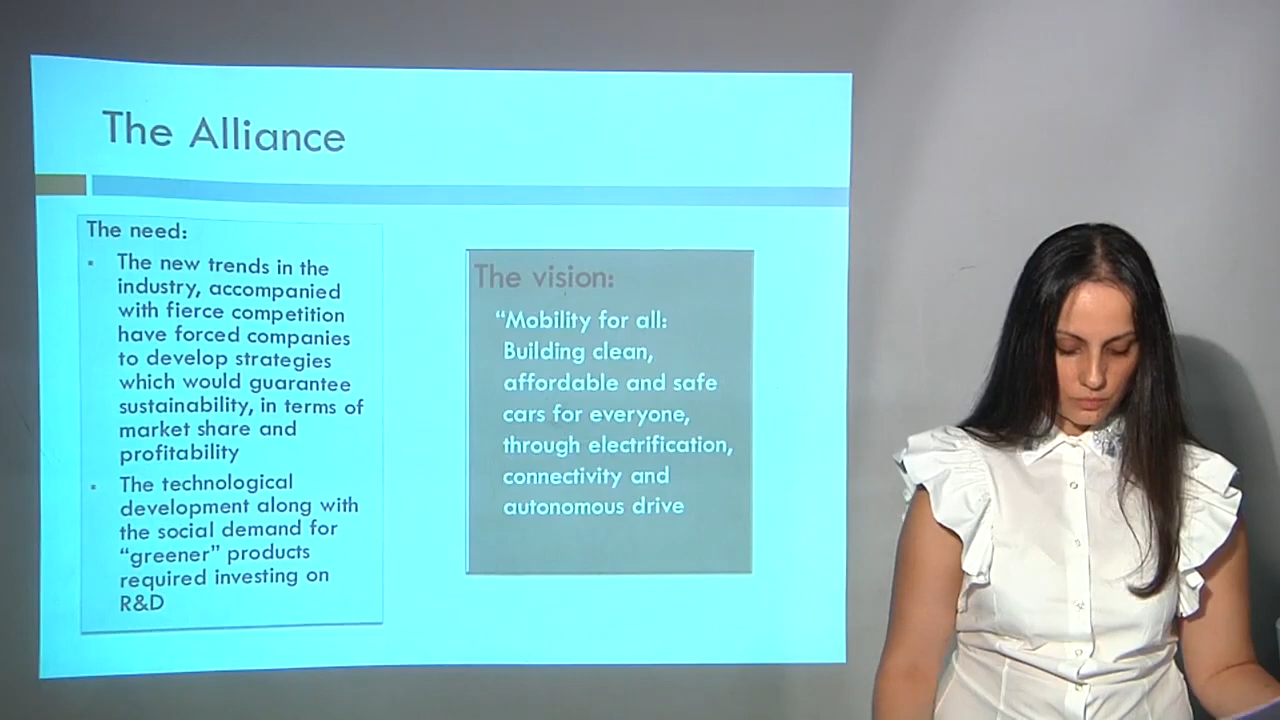 The Alliance
The need:
▪ The new trends in the
industry, accompanied
with fierce competition
have forced companies
to develop strategies
which would guarantee
sustainability, in terms of
market share and
profitability
▪ The technological
development along with
the social demand for
“greener” products
required investing on
R&D
The vision:
“Mobility for all:
Building clean,
affordable and safe
cars for everyone,
through electrification,
connectivity and
autonomous drive